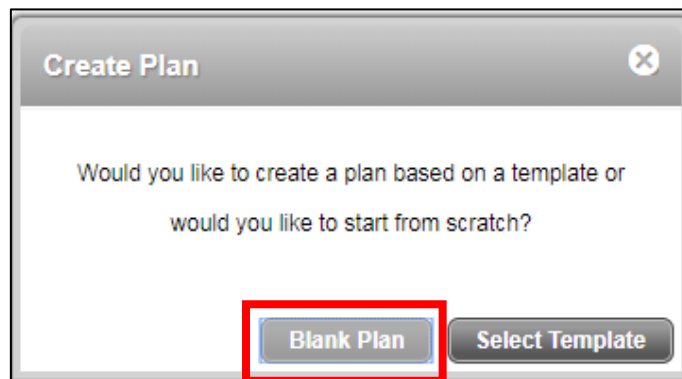 Create Plan
Would you like to create a plan based on a template or
would you like to start from scratch?
Blank Plan Select Template